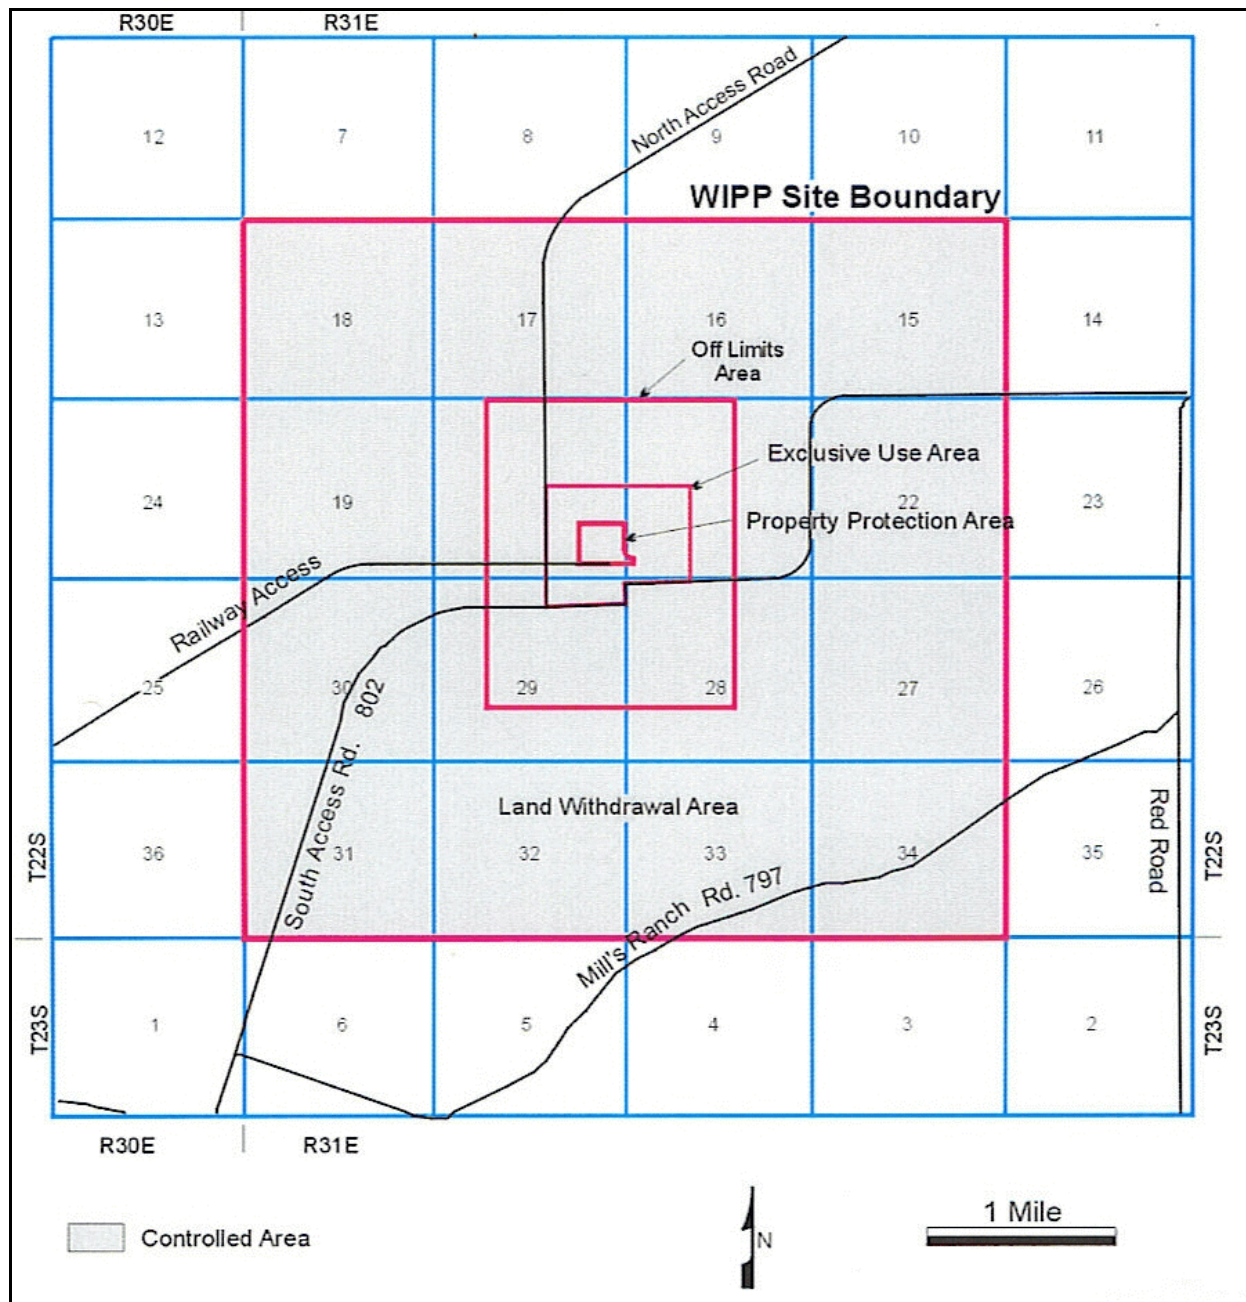 R30E R31E
North Access Road
12 7 8 9 10 11
WIPP Site Boundary
13 18 17 16 15 14
Off Limits
Area
Exclusive Use Area
24 19 22 23
Property Protection Area
Railway Access
25 30 29 28 27 26
South Access Rd. 802
Land Withdrawal Area
Red Road
T22S T22S
36 31 32 33 34 35
Mill's Ranch Rd. 797
T23S T23S
1 6 5 4 3 2
R30E R31E
Controlled Area
N
1 Mile